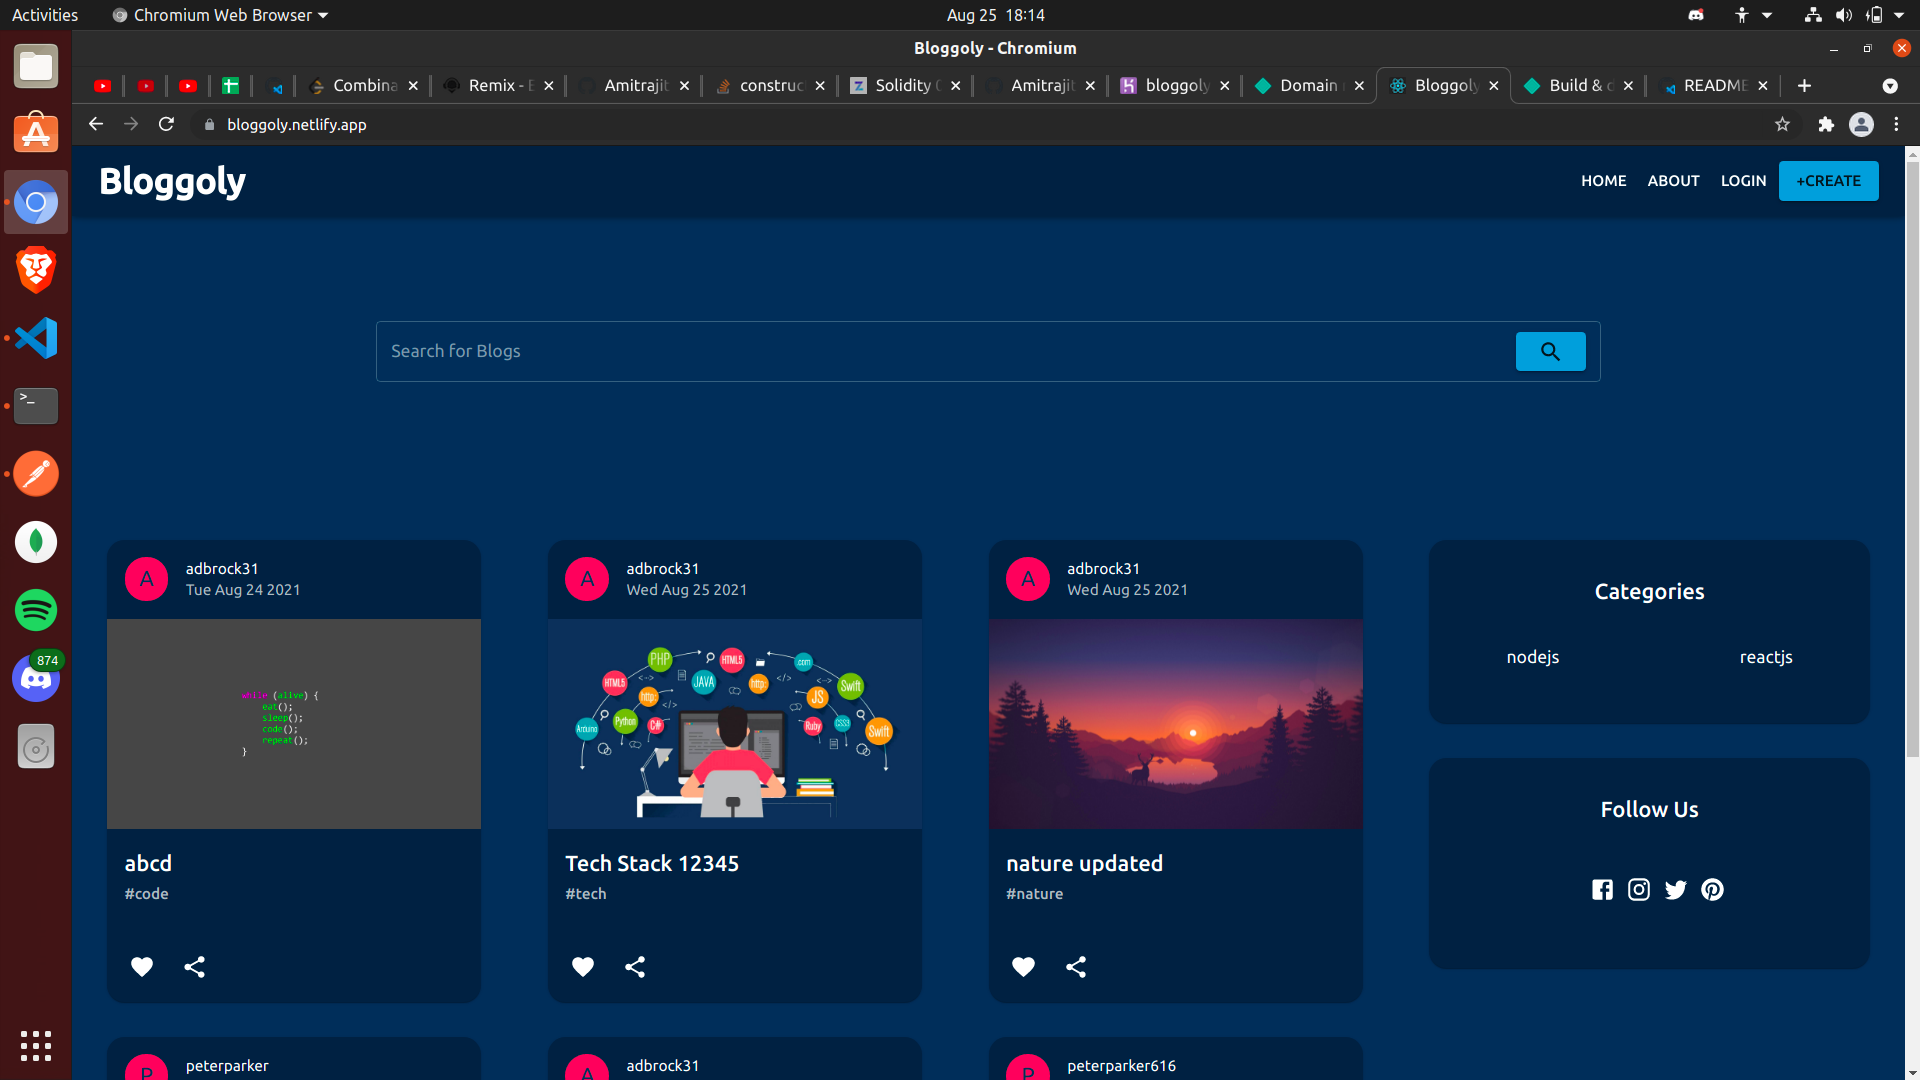 Activities
Chromium Web Browser
Aug 25 18:14
Bloggoly - Chromium
Combina
Remix - E
Amitrajit
construc
Solidity
Amitrajit
bloggoly
Domain
Bloggoly
Build & d
README
bloggoly.netlify.app
Bloggoly
HOME
ABOUT
LOGIN
+CREATE
Search for Blogs
874
A
adbrock31
Tue Aug 24 2021
while (alive) {
eat();
sleep();
code();
repeat();
}
abcd
#code
A
adbrock31
Wed Aug 25 2021
PHP
HTML5
.com
HTML5
JAVA
http
Swift
http
JS
Arduino
Python
C#
Ruby
CSS3
Swift
Tech Stack 12345
#tech
A
adbrock31
Wed Aug 25 2021
nature updated
#nature
Categories
nodejs
reactjs
Follow Us
P
peterparker
A
adbrock31
P
peterparker616